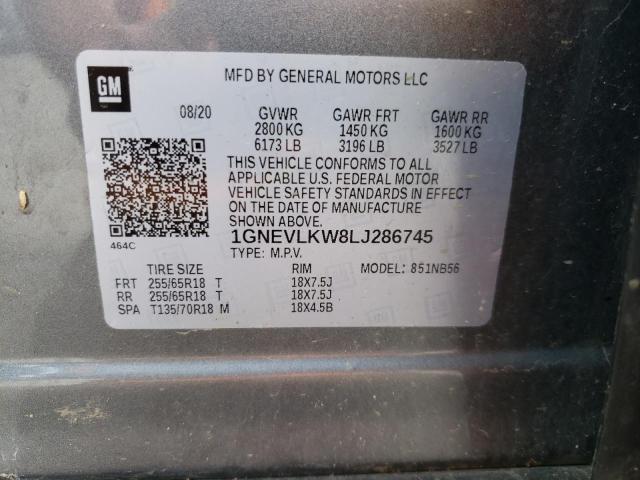 GM
MFD BY GENERAL MOTORS LLC
08/20 GVWR GAWR FRT GAWR RR
2800 KG 1450 KG 1600 KG
6173 LB 3196 LB 3527 LB
THIS VEHICLE CONFORMS TO ALL
APPLICABLE U.S. FEDERAL MOTOR
VEHICLE SAFETY STANDARDS IN EFFECT
ON THE DATE OF MANUFACTURE
SHOWN ABOVE.
464C
1GNEVLKW8LJ286745
TYPE: M.P.V.
TIRE SIZE RIM MODEL: 851NB56
FRT 255/65R18 T 18X7.5J
RR 255/65R18 T 18X7.5J
SPA T135/70R18 M 18X4.5B